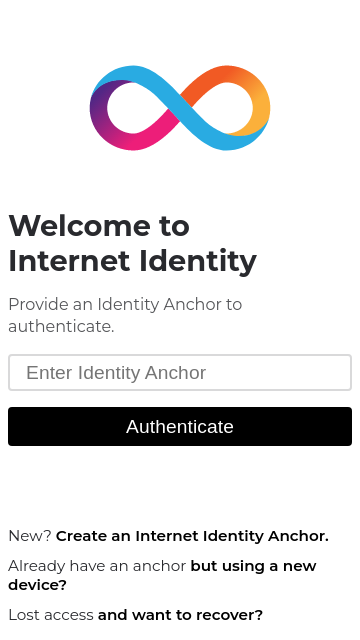 Welcome to
Internet Identity
Provide an Identity Anchor to
authenticate.
Enter Identity Anchor
Authenticate
New? Create an Internet Identity Anchor.
Already have an anchor but using a new
device?
Lost access and want to recover?